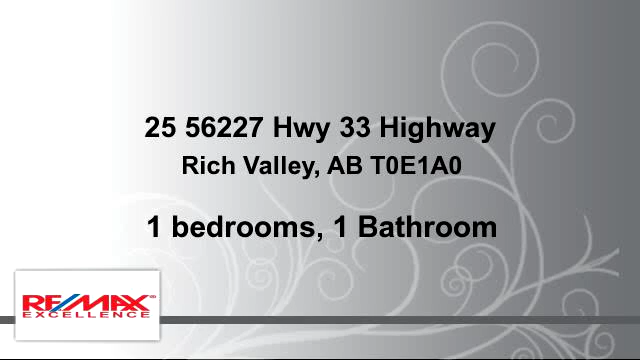 25 56227 Hwy 33 Highway
Rich Valley, AB T0E1A0
1 bedrooms, 1 Bathroom
RE/MAX
EXCELLENCE